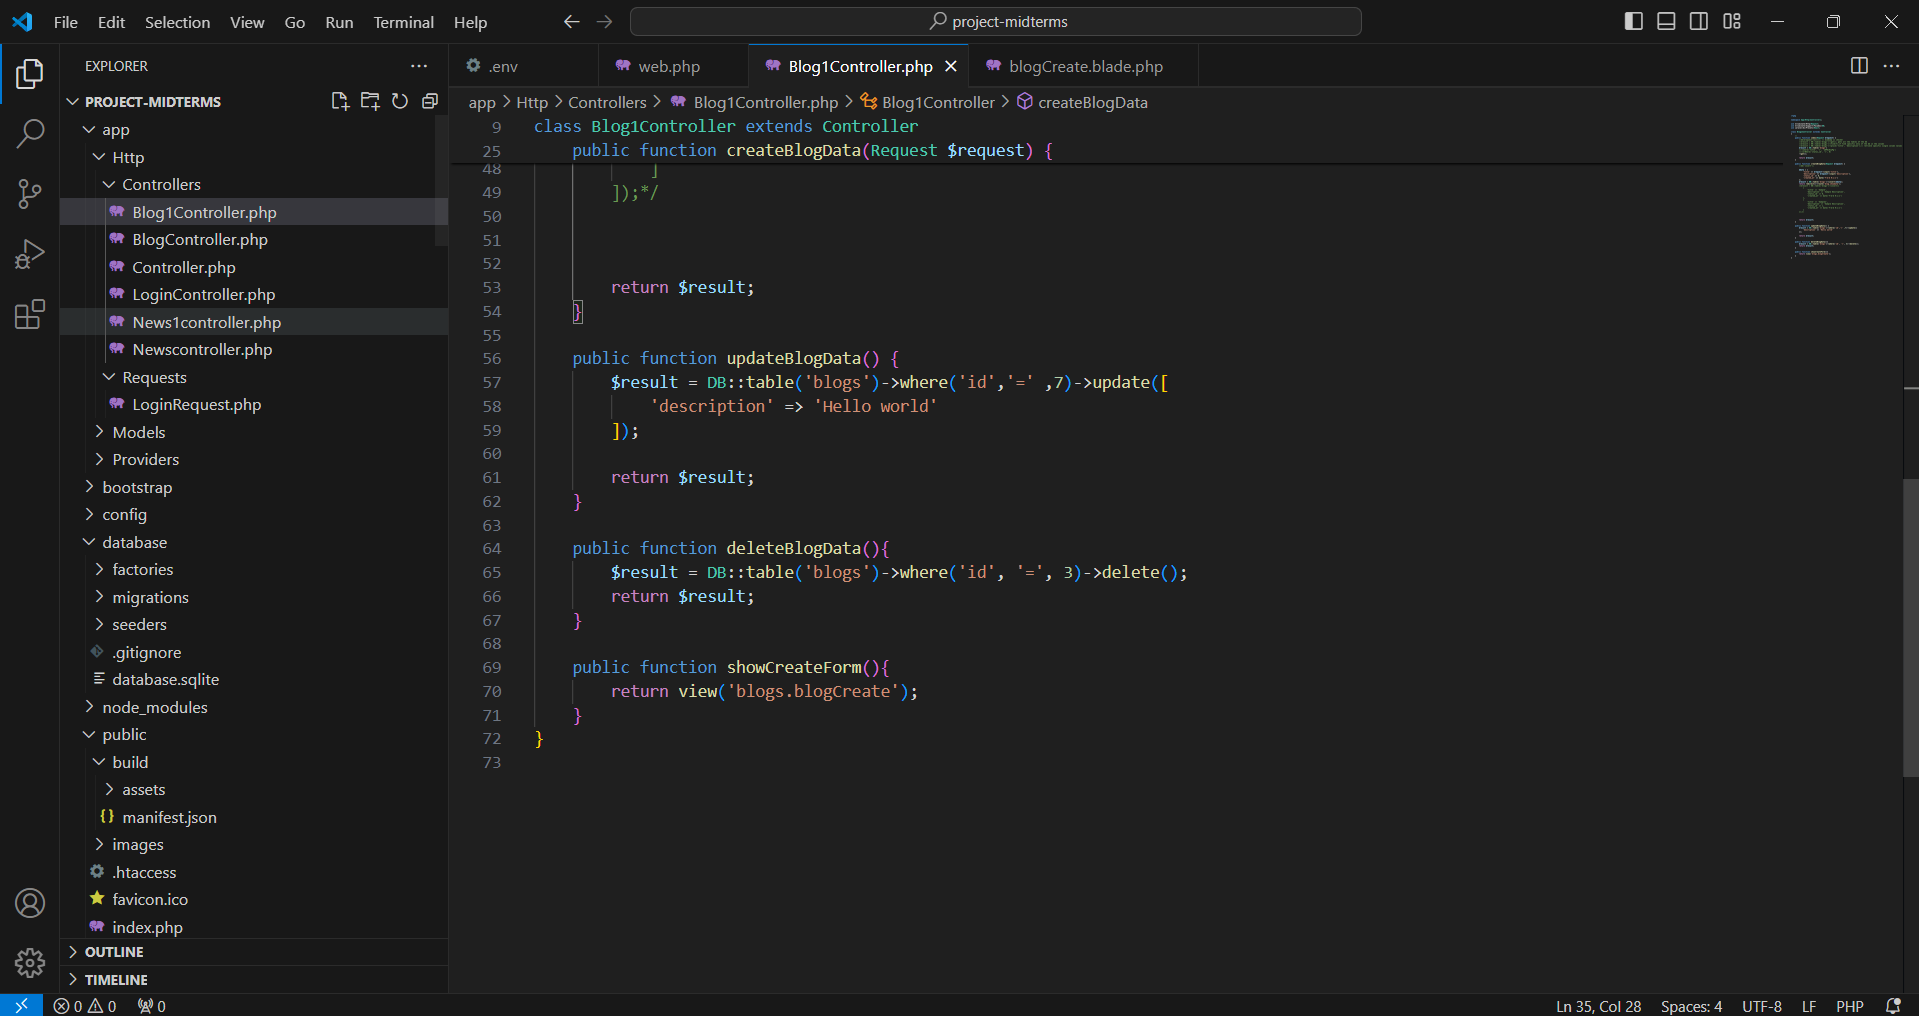 File Edit Selection View Go Run Terminal Help
project-midterms
EXPLORER
PROJECT-MIDTERMS
app
Http
Controllers
Blog1Controller.php
BlogController.php
Controller.php
LoginController.php
News1controller.php
Newscontroller.php
Requests
LoginRequest.php
Models
Providers
bootstrap
config
database
factories
migrations
seeders
.gitignore
database.sqlite
node_modules
public
build
assets
manifest.json
images
.htaccess
favicon.ico
index.php
OUTLINE
TIMELINE
.env web.php Blog1Controller.php blogCreate.blade.php
app > Http > Controllers > Blog1Controller.php > Blog1Controller > createBlogData
9 class Blog1Controller extends Controller
25 public function createBlogData(Request $request) {
48 ]
49 ]);*/
50
51
52
53 return $result;
54 }
55
56 public function updateBlogData() {
57 $result = DB::table('blogs')->where('id','=' ,7)->update([
58 'description' => 'Hello world'
59 ]);
60
61 return $result;
62 }
63
64 public function deleteBlogData(){
65 $result = DB::table('blogs')->where('id', '=', 3)->delete();
66 return $result;
67 }
68
69 public function showCreateForm(){
70 return view('blogs.blogCreate');
71 }
72 }
73
0 0 0 Ln 35, Col 28 Spaces: 4 UTF-8 LF PHP